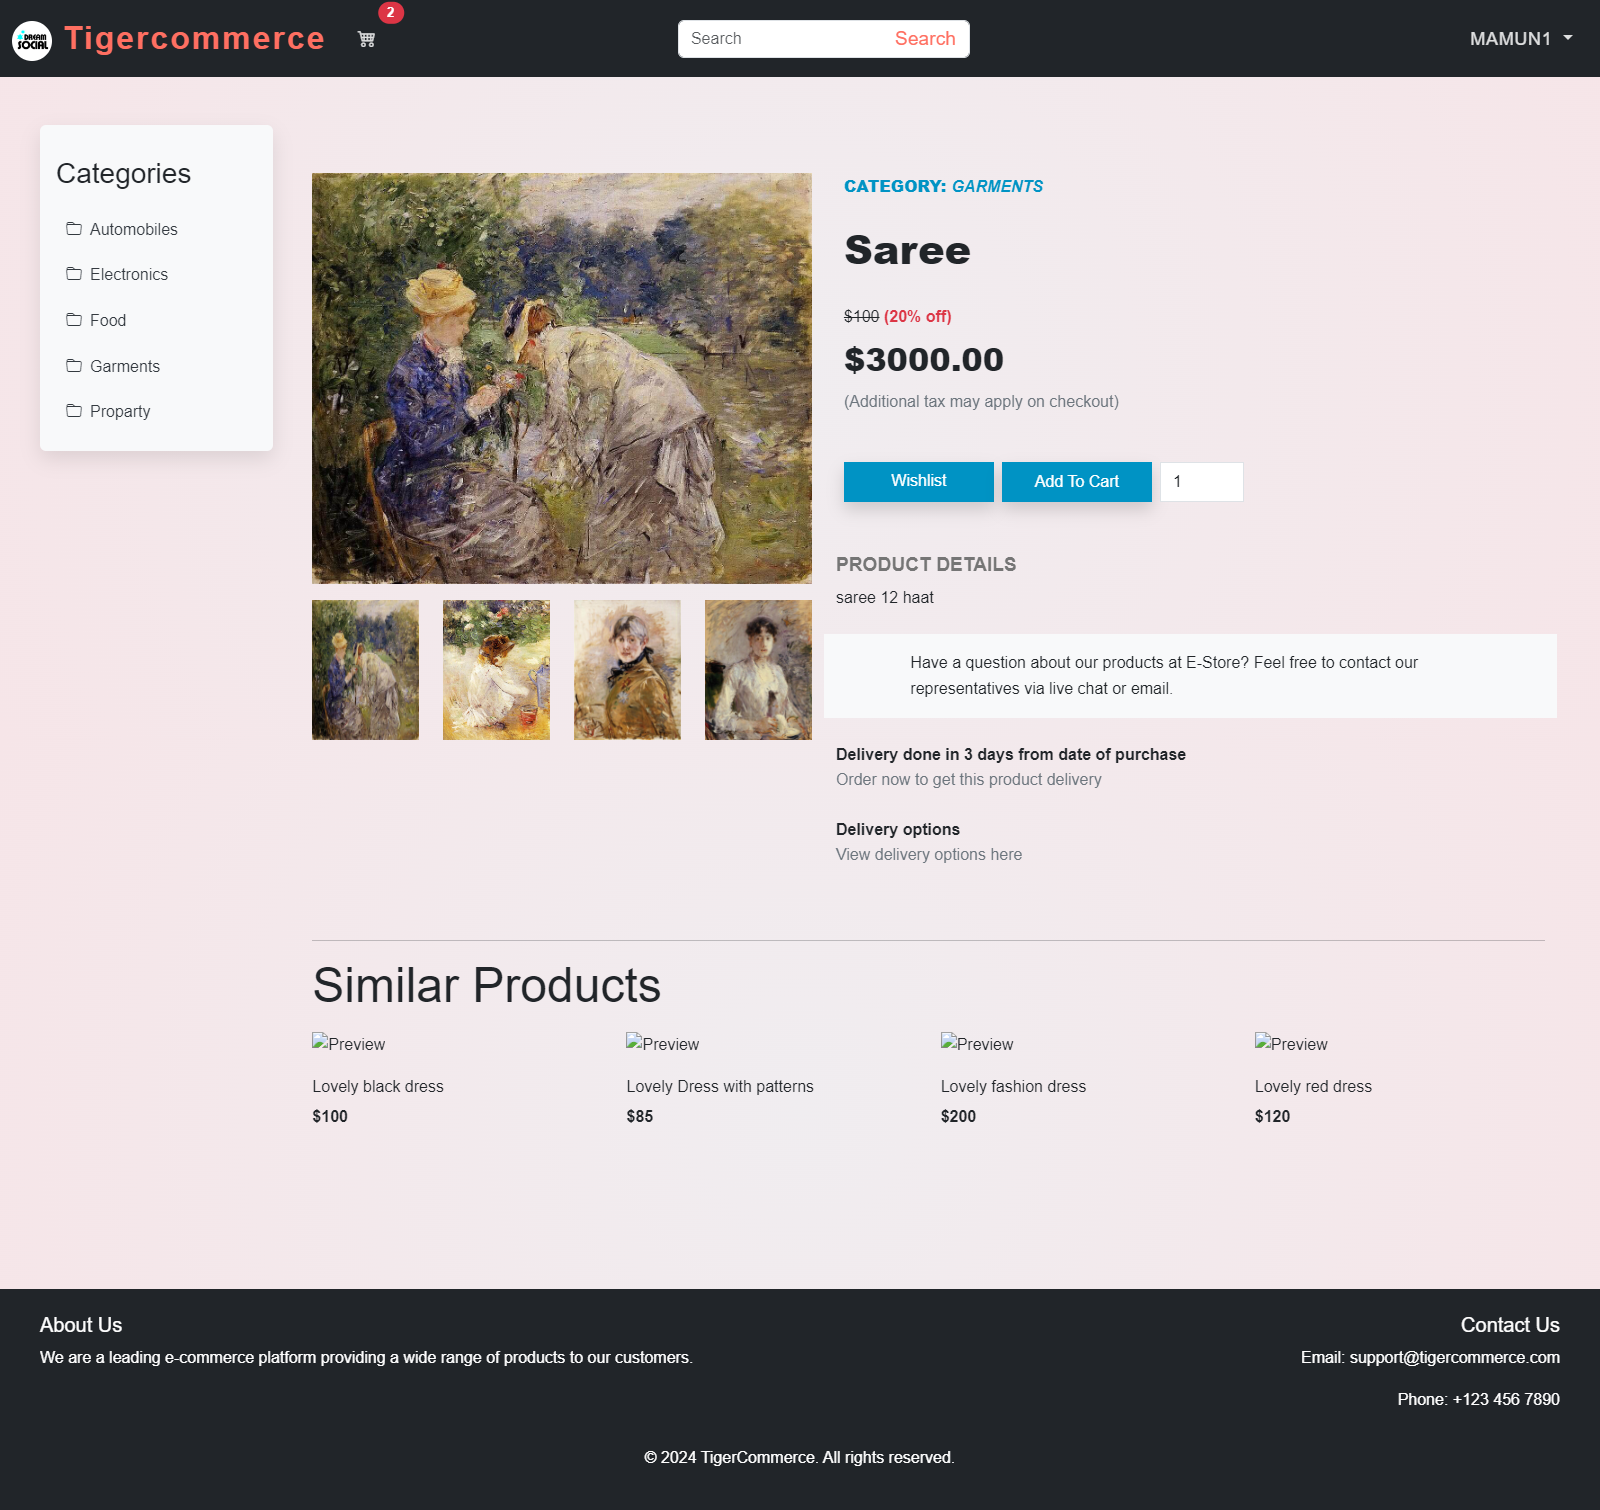 DREAM
SOCIAL
Tigercommerce
2
Search
Search
MAMUN1
Categories
Automobiles
Electronics
Food
Garments
Proparty
CATEGORY: GARMENTS
Saree
$100 (20% off)
$3000.00
(Additional tax may apply on checkout)
Wishlist
Add To Cart
1
PRODUCT DETAILS
saree 12 haat
Have a question about our products at E-Store? Feel free to contact our
representatives via live chat or email.
Delivery done in 3 days from date of purchase
Order now to get this product delivery
Delivery options
View delivery options here
Similar Products
Preview
Preview
Preview
Preview
Lovely black dress
Lovely Dress with patterns
Lovely fashion dress
Lovely red dress
$100
$85
$200
$120
About Us
We are a leading e-commerce platform providing a wide range of products to our customers.
Contact Us
Email: support@tigercommerce.com
Phone: +123 456 7890
© 2024 TigerCommerce. All rights reserved.